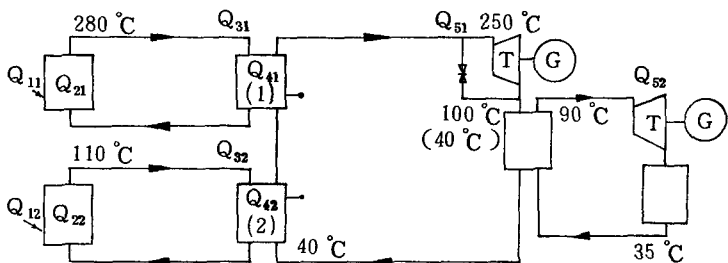 280 °C
Q₃₁
Q₁₁
Q₂₁
Q₄₁
(1)
Q₅₁
250 °C
T
G
Q₅₂
100 °C
(40 °C)
90 °C
T
G
110 °C
Q₃₂
Q₁₂
Q₂₂
Q₄₂
(2)
40 °C
35 °C